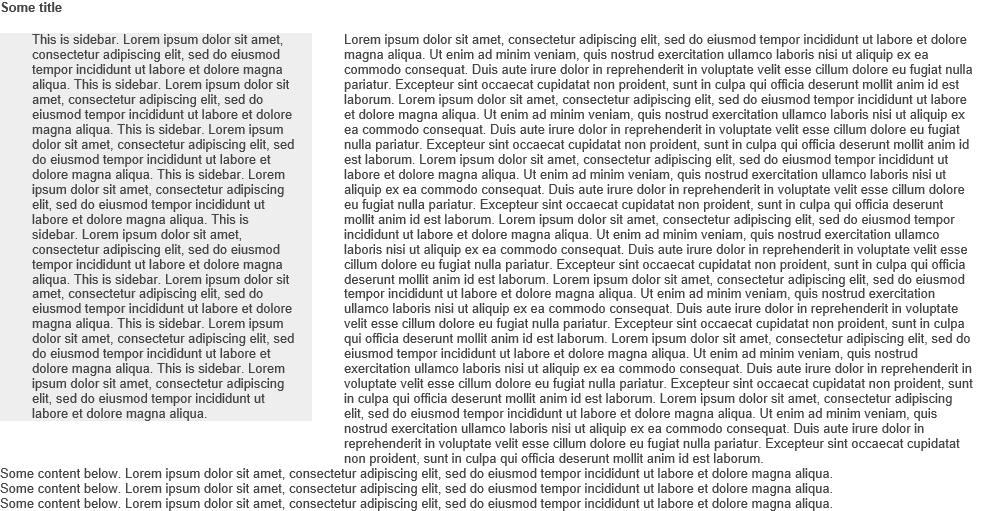 Some title
This is sidebar. Lorem ipsum dolor sit amet,
consectetur adipiscing elit, sed do eiusmod
tempor incididunt ut labore et dolore magna
aliqua. This is sidebar. Lorem ipsum dolor sit
amet, consectetur adipiscing elit, sed do
eiusmod tempor incididunt ut labore et dolore
magna aliqua. This is sidebar. Lorem ipsum
dolor sit amet, consectetur adipiscing elit, sed
do eiusmod tempor incididunt ut labore et
dolore magna aliqua. This is sidebar. Lorem
ipsum dolor sit amet, consectetur adipiscing
elit, sed do eiusmod tempor incididunt ut
labore et dolore magna aliqua. This is
sidebar. Lorem ipsum dolor sit amet,
consectetur adipiscing elit, sed do eiusmod
tempor incididunt ut labore et dolore magna
aliqua. This is sidebar. Lorem ipsum dolor sit
amet, consectetur adipiscing elit, sed do
eiusmod tempor incididunt ut labore et dolore
magna aliqua. This is sidebar. Lorem ipsum
dolor sit amet, consectetur adipiscing elit, sed
do eiusmod tempor incididunt ut labore et
dolore magna aliqua. This is sidebar. Lorem
ipsum dolor sit amet, consectetur adipiscing
elit, sed do eiusmod tempor incididunt ut
labore et dolore magna aliqua.
Lorem ipsum dolor sit amet, consectetur adipiscing elit, sed do eiusmod tempor incididunt ut labore et dolore
magna aliqua. Ut enim ad minim veniam, quis nostrud exercitation ullamco laboris nisi ut aliquip ex ea
commodo consequat. Duis aute irure dolor in reprehenderit in voluptate velit esse cillum dolore eu fugiat nulla
pariatur. Excepteur sint occaecat cupidatat non proident, sunt in culpa qui officia deserunt mollit anim id est
laborum. Lorem ipsum dolor sit amet, consectetur adipiscing elit, sed do eiusmod tempor incididunt ut labore et
dolore magna aliqua. Ut enim ad minim veniam, quis nostrud exercitation ullamco laboris nisi ut aliquip ex
ea commodo consequat. Duis aute irure dolor in reprehenderit in voluptate velit esse cillum dolore eu fugiat
nulla pariatur. Excepteur sint occaecat cupidatat non proident, sunt in culpa qui officia deserunt mollit anim id
est laborum. Lorem ipsum dolor sit amet, consectetur adipiscing elit, sed do eiusmod tempor incididunt ut
labore et dolore magna aliqua. Ut enim ad minim veniam, quis nostrud exercitation ullamco laboris nisi ut
aliquip ex ea commodo consequat. Duis aute irure dolor in reprehenderit in voluptate velit esse cillum dolore
eu fugiat nulla pariatur. Excepteur sint occaecat cupidatat non proident, sunt in culpa qui officia deserunt
mollit anim id est laborum. Lorem ipsum dolor sit amet, consectetur adipiscing elit, sed do eiusmod tempor
incididunt ut labore et dolore magna aliqua. Ut enim ad minim veniam, quis nostrud exercitation ullamco
laboris nisi ut aliquip ex ea commodo consequat. Duis aute irure dolor in reprehenderit in voluptate velit esse
cillum dolore eu fugiat nulla pariatur. Excepteur sint occaecat cupidatat non proident, sunt in culpa qui officia
deserunt mollit anim id est laborum. Lorem ipsum dolor sit amet, consectetur adipiscing elit, sed do eiusmod
tempor incididunt ut labore et dolore magna aliqua. Ut enim ad minim veniam, quis nostrud exercitation
ullamco laboris nisi ut aliquip ex ea commodo consequat. Duis aute irure dolor in reprehenderit in voluptate
velit esse cillum dolore eu fugiat nulla pariatur. Excepteur sint occaecat cupidatat non proident, sunt in culpa
qui officia deserunt mollit anim id est laborum. Lorem ipsum dolor sit amet, consectetur adipiscing elit, sed do
eiusmod tempor incididunt ut labore et dolore magna aliqua. Ut enim ad minim veniam, quis nostrud
exercitation ullamco laboris nisi ut aliquip ex ea commodo consequat. Duis aute irure dolor in reprehenderit in
voluptate velit esse cillum dolore eu fugiat nulla pariatur. Excepteur sint occaecat cupidatat non proident, sunt
in culpa qui officia deserunt mollit anim id est laborum. Lorem ipsum dolor sit amet, consectetur adipiscing
elit, sed do eiusmod tempor incididunt ut labore et dolore magna aliqua. Ut enim ad minim veniam, quis
nostrud exercitation ullamco laboris nisi ut aliquip ex ea commodo consequat. Duis aute irure dolor in
reprehenderit in voluptate velit esse cillum dolore eu fugiat nulla pariatur. Excepteur sint occaecat cupidatat
non proident, sunt in culpa qui officia deserunt mollit anim id est laborum.
Some content below. Lorem ipsum dolor sit amet, consectetur adipiscing elit, sed do eiusmod tempor incididunt ut labore et dolore magna aliqua.
Some content below. Lorem ipsum dolor sit amet, consectetur adipiscing elit, sed do eiusmod tempor incididunt ut labore et dolore magna aliqua.
Some content below. Lorem ipsum dolor sit amet, consectetur adipiscing elit, sed do eiusmod tempor incididunt ut labore et dolore magna aliqua.